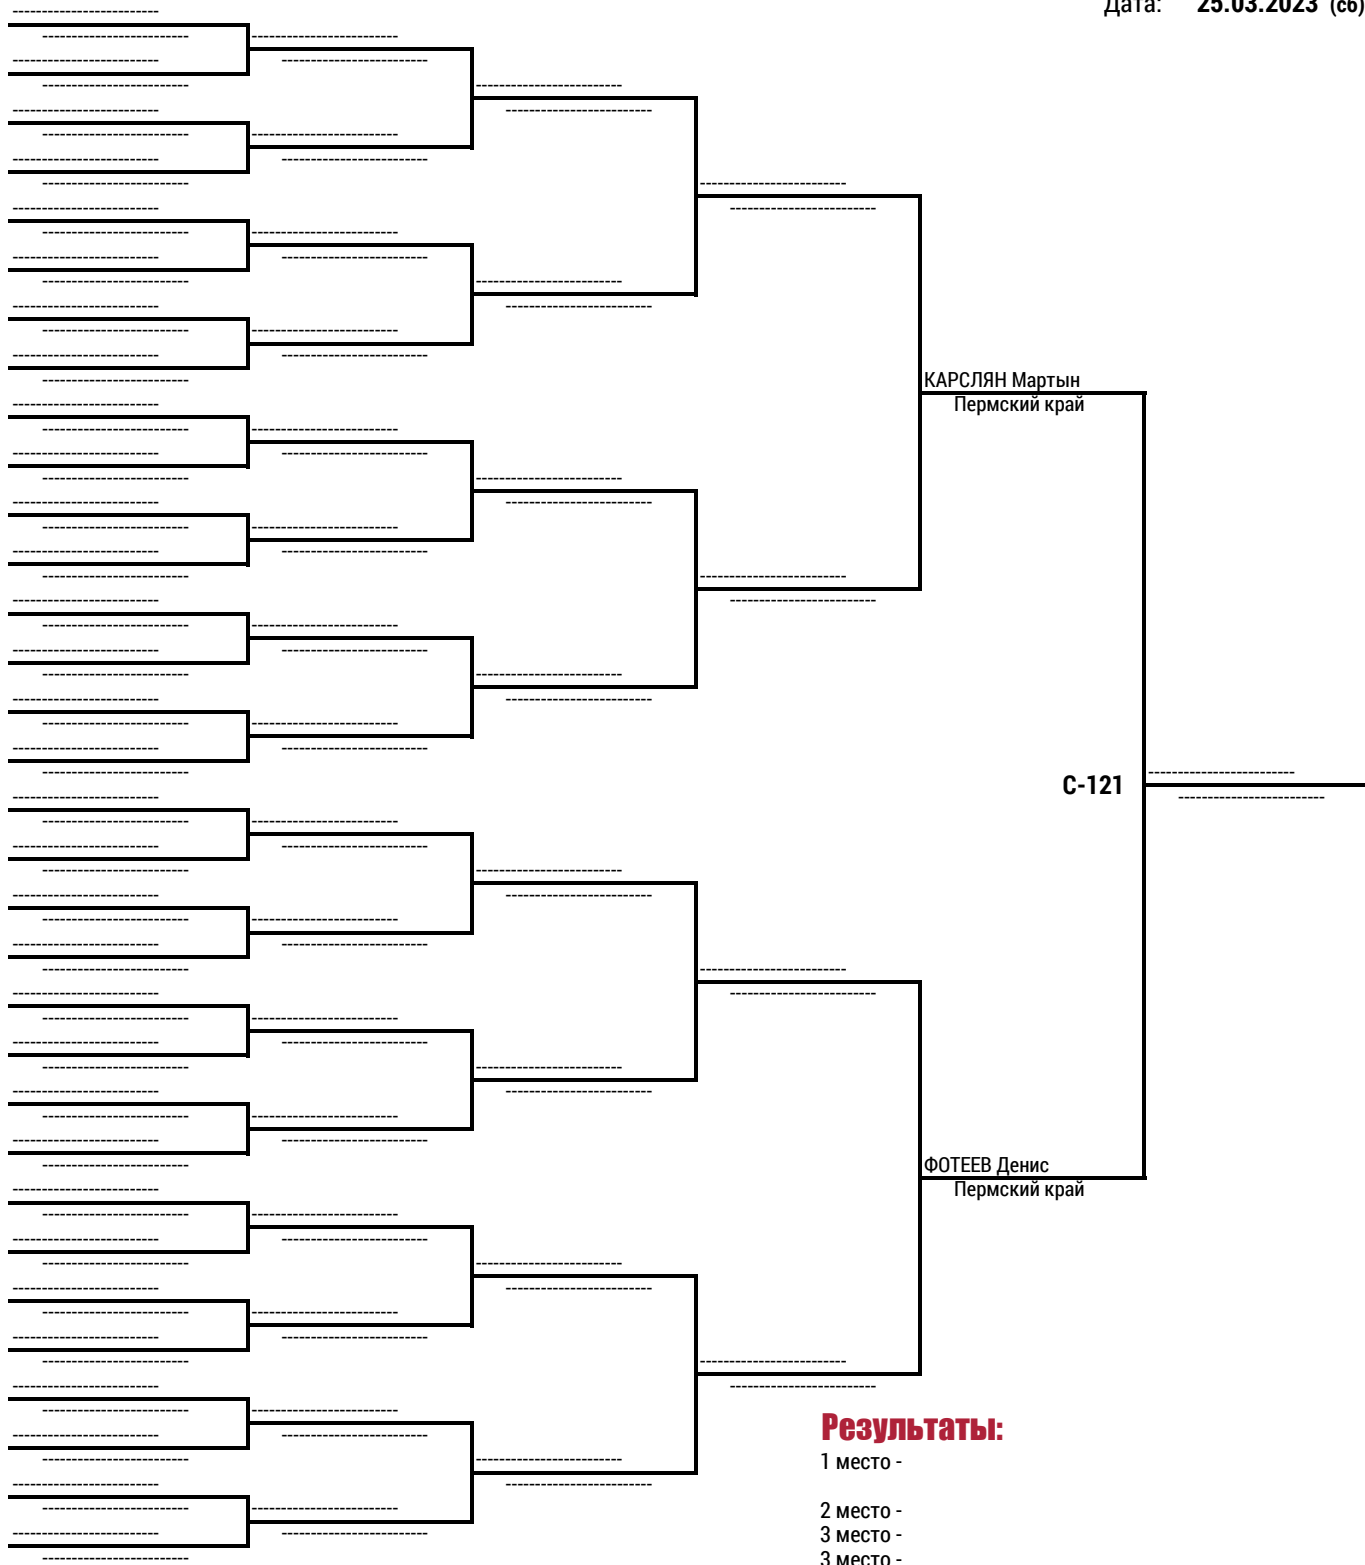 Дата: 25.03.2023 (сб)
КАРСЛЯН Мартын
Пермский край
C-121
ФОТЕЕВ Денис
Пермский край
Результаты:
1 место -
2 место -
3 место -
3 место -